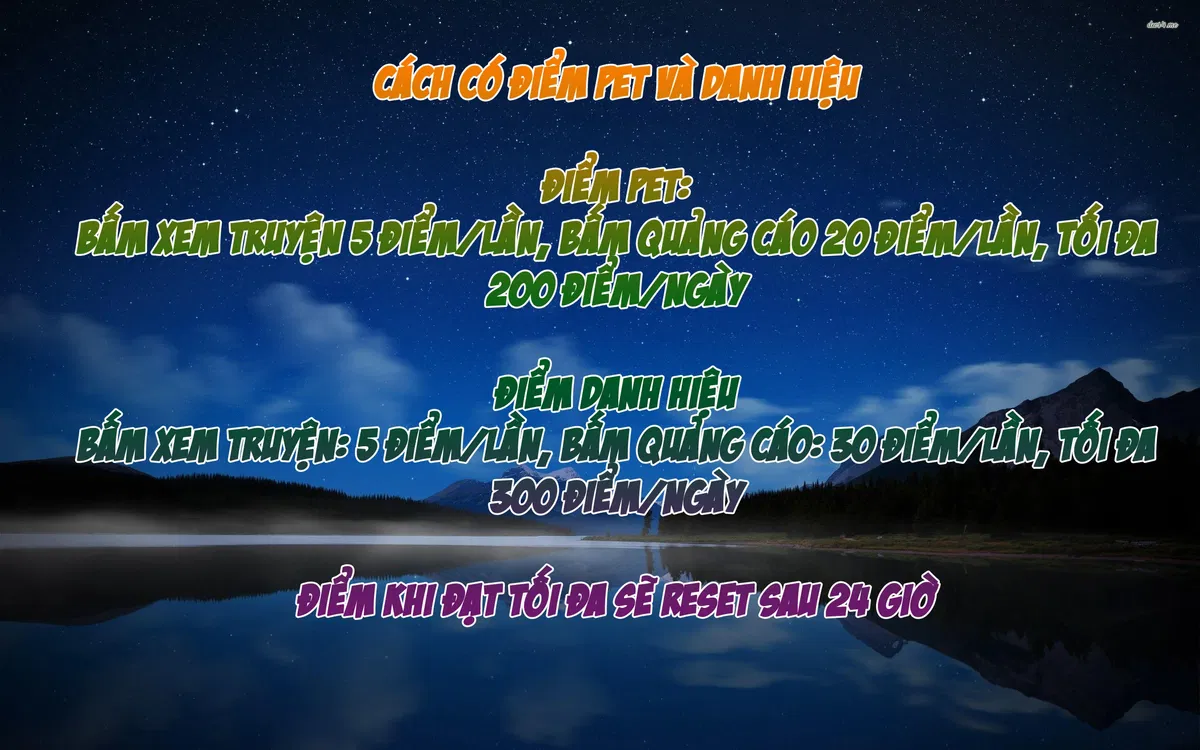 CÁCH CÓ ĐIỂM PET VÀ DANH HIỆU
ĐIỂM PET:
BẤM XEM TRUYỆN 5 ĐIỂM/LẦN, BẤM QUẢNG CÁO 20 ĐIỂM/LẦN, TỐI ĐA
200 ĐIỂM/NGÀY
ĐIỂM DANH HIỆU
BẤM XEM TRUYỆN: 5 ĐIỂM/LẦN, BẤM QUẢNG CÁO: 30 ĐIỂM/LẦN, TỐI ĐA
300 ĐIỂM/NGÀY
ĐIỂM KHI ĐẠT TỐI ĐA SẼ RESET SAU 24 GIỜ